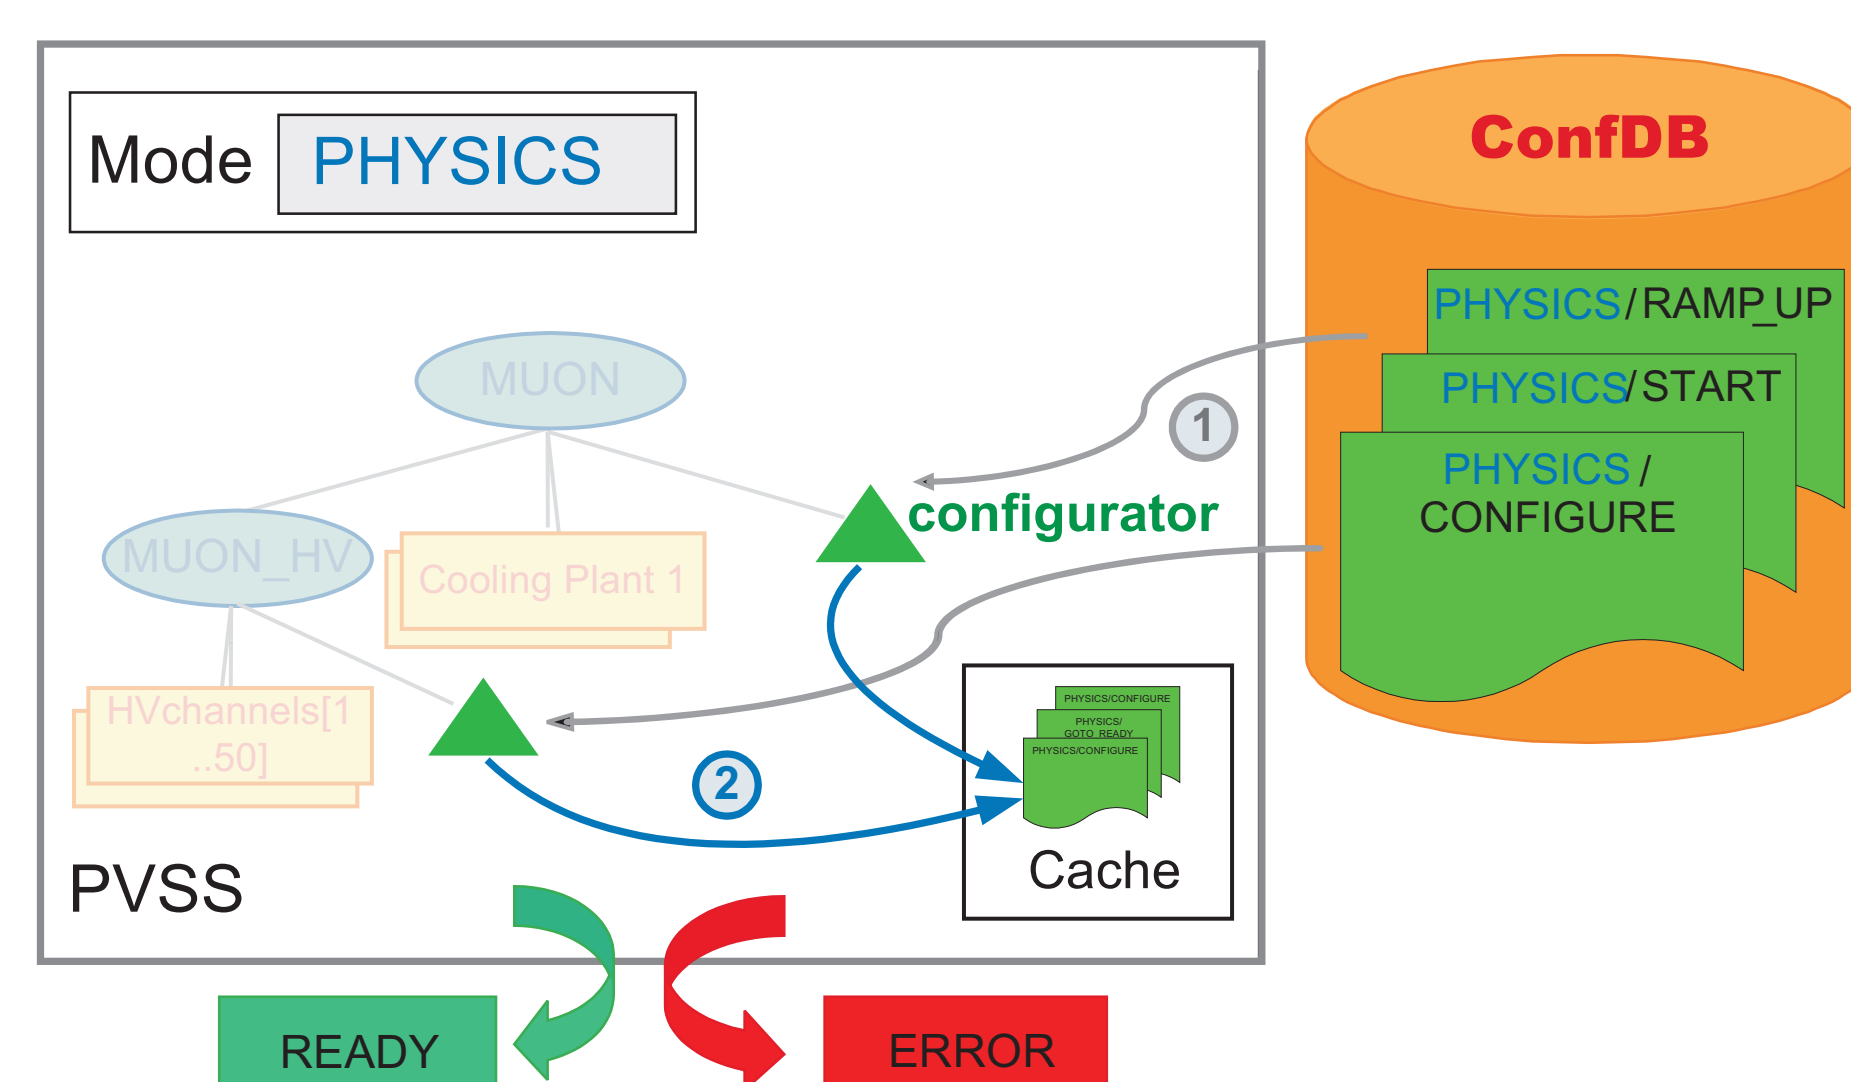 Mode PHYSICS
ConfDB
PHYSICS/RAMP_UP
PHYSICS/START
PHYSICS /
CONFIGURE
MUON
1
configurator
MUON_HV
Cooling Plant 1
HVchannels[1
..50]
2
PHYSICS/CONFIGURE
PHYSICS/
GOTO_READY
PHYSICS/CONFIGURE
Cache
PVSS
READY
ERROR